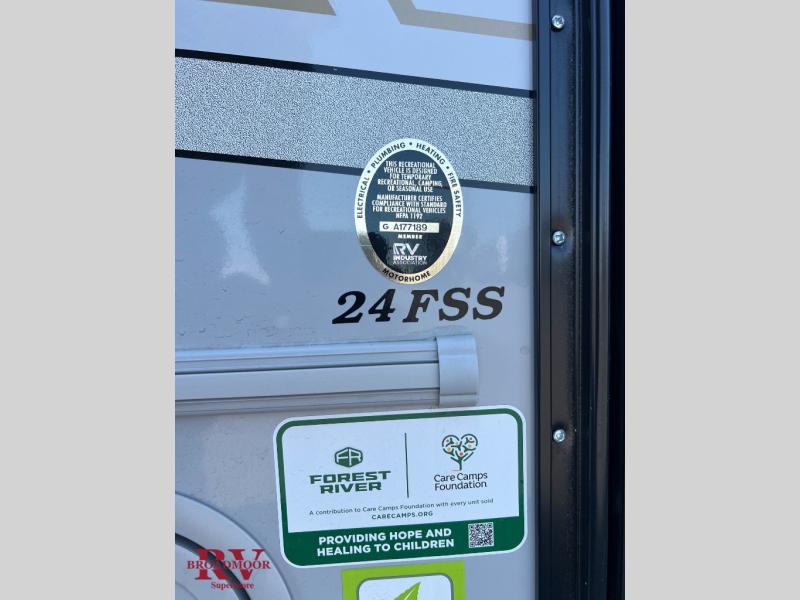 ELECTRICAL • PLUMBING • HEATING • FIRE SAFETY
THIS RECREATIONAL
VEHICLE IS DESIGNED
FOR TEMPORARY
RECREATIONAL, CAMPING,
OR SEASONAL USE
MANUFACTURER CERTIFIES
COMPLIANCE WITH STANDARD
FOR RECREATIONAL VEHICLES
NFPA 1192
G A177189
MEMBER
RV
INDUSTRY
ASSOCIATION
MOTORHOME
24 FSS
FR
FOREST
RIVER
Care Camps
Foundation
A contribution to Care Camps Foundation with every unit sold
CARECAMPS.ORG
PROVIDING HOPE AND
HEALING TO CHILDREN
RV
BROADMOOR
Superstore